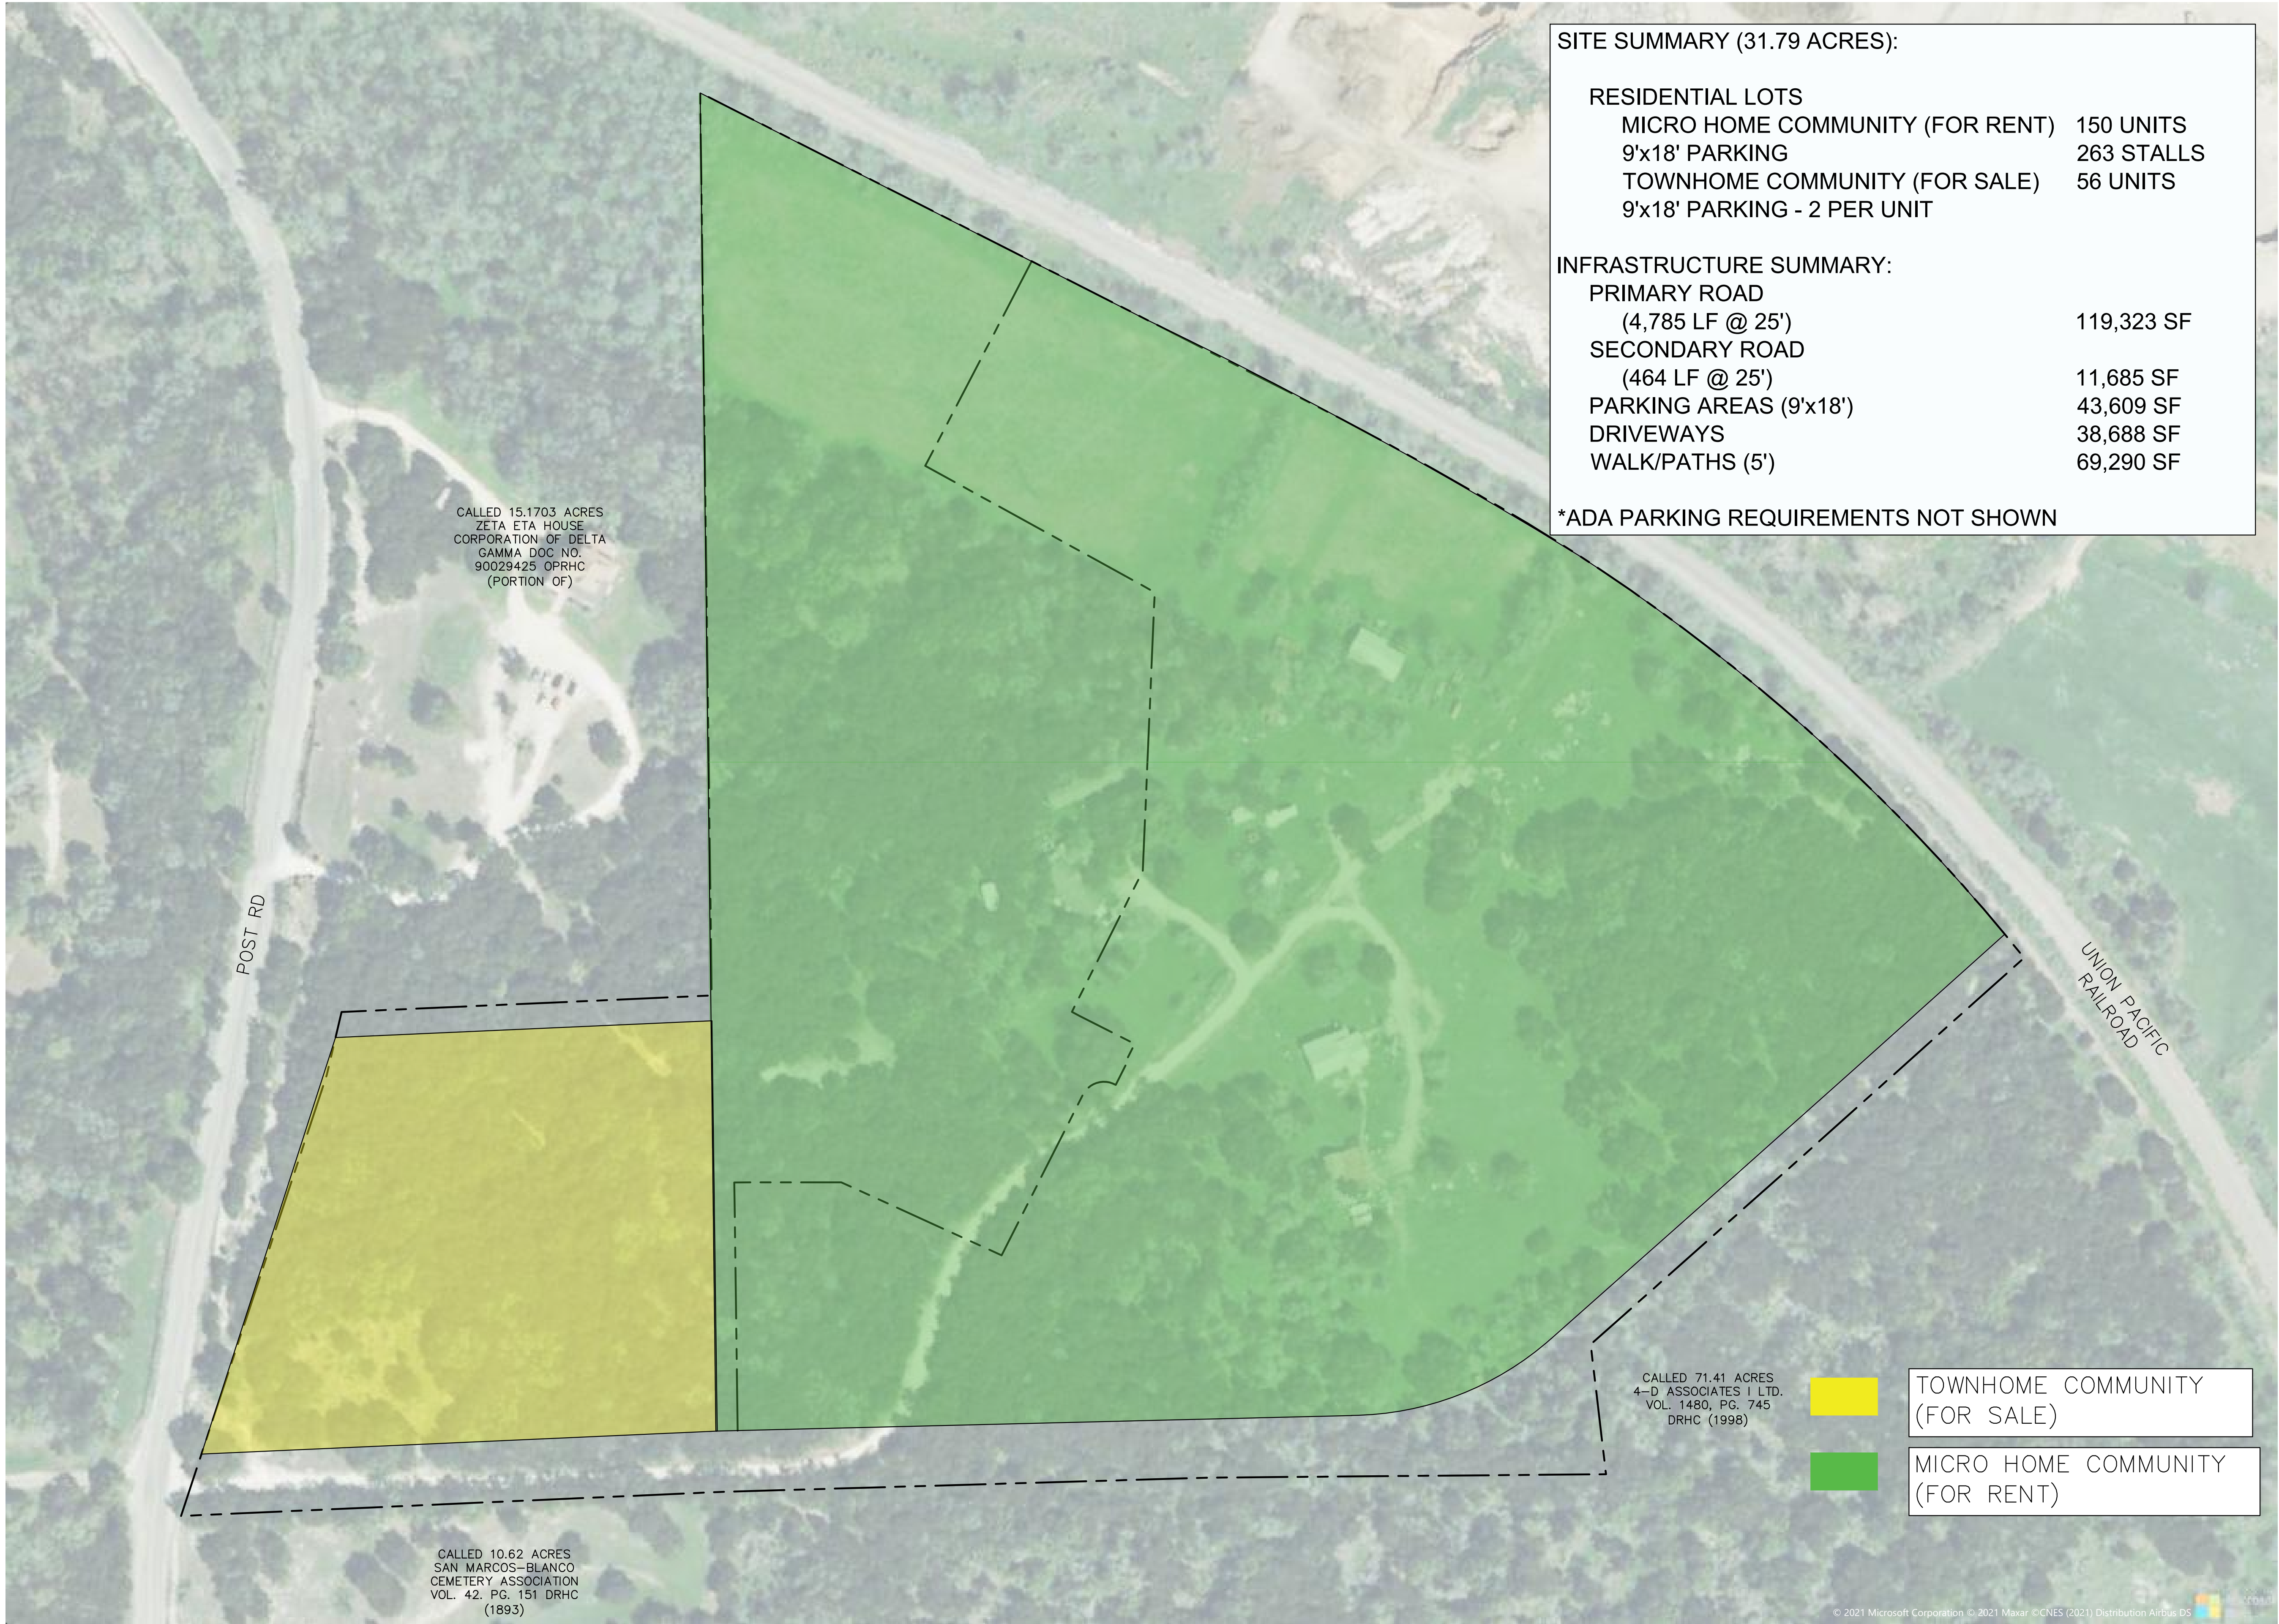 SITE SUMMARY (31.79 ACRES):
RESIDENTIAL LOTS
MICRO HOME COMMUNITY (FOR RENT) 150 UNITS
9'x18' PARKING 263 STALLS
TOWNHOME COMMUNITY (FOR SALE) 56 UNITS
9'x18' PARKING - 2 PER UNIT
INFRASTRUCTURE SUMMARY:
PRIMARY ROAD
(4,785 LF @ 25') 119,323 SF
SECONDARY ROAD
(464 LF @ 25') 11,685 SF
PARKING AREAS (9'x18') 43,609 SF
DRIVEWAYS 38,688 SF
WALK/PATHS (5') 69,290 SF
*ADA PARKING REQUIREMENTS NOT SHOWN
CALLED 15.1703 ACRES
ZETA ETA HOUSE
CORPORATION OF DELTA
GAMMA DOC NO.
90029425 OPRHC
(PORTION OF)
POST RD
UNION PACIFIC
RAILROAD
CALLED 71.41 ACRES
4-D ASSOCIATES I LTD.
VOL. 1480, PG. 745
DRHC (1998)
TOWNHOME COMMUNITY
(FOR SALE)
MICRO HOME COMMUNITY
(FOR RENT)
CALLED 10.62 ACRES
SAN MARCOS-BLANCO
CEMETERY ASSOCIATION
VOL. 42. PG. 151 DRHC
(1893)
© 2021 Microsoft Corporation © 2021 Maxar ©CNES (2021) Distribution Airbus DS